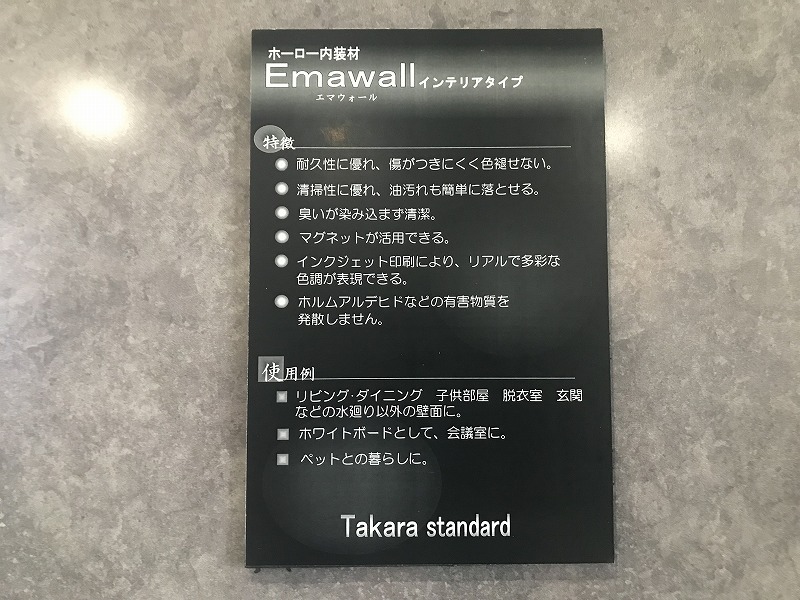 ホーロー内装材
Emawall インテリアタイプ
エマウォール
特徴
耐久性に優れ、傷がつきにくく色褪せない。
清掃性に優れ、油汚れも簡単に落とせる。
臭いが染み込まず清潔。
マグネットが活用できる。
インクジェット印刷により、リアルで多彩な
色調が表現できる。
ホルムアルデヒドなどの有害物質を
発散しません。
使用例
リビング・ダイニング 子供部屋 脱衣室 玄関
などの水廻り以外の壁面に。
ホワイトボードとして、会議室に。
ペットとの暮らしに。
Takara standard